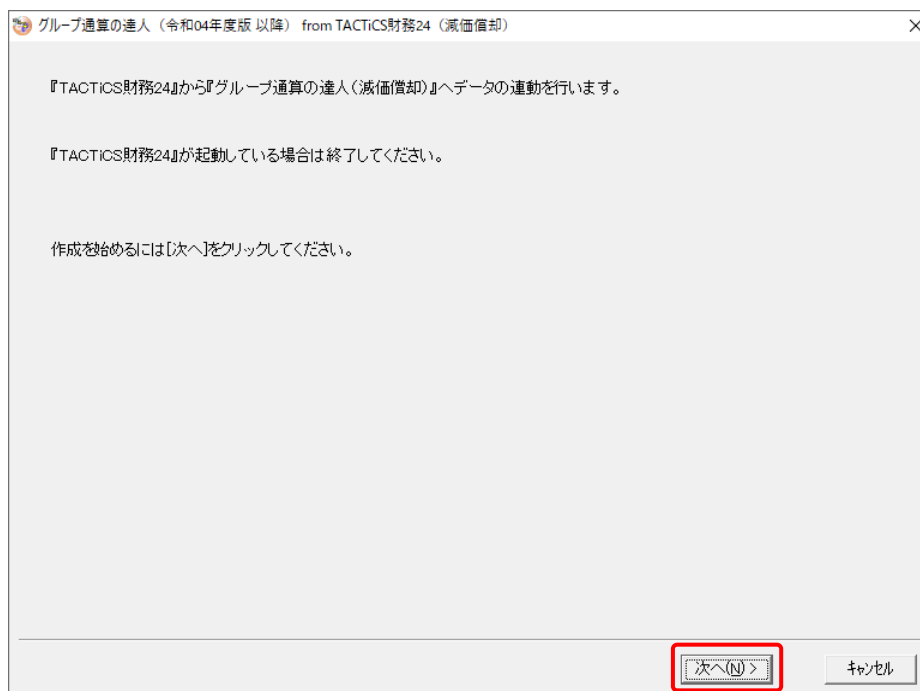 グループ通算の達人（令和04年度版 以降） from TACTiCS財務24（減価償却）
『TACTiCS財務24』から『グループ通算の達人（減価償却）』へデータの連動を行います。
『TACTiCS財務24』が起動している場合は終了してください。
作成を始めるには[次へ]をクリックしてください。
次へ(N) >
キャンセル